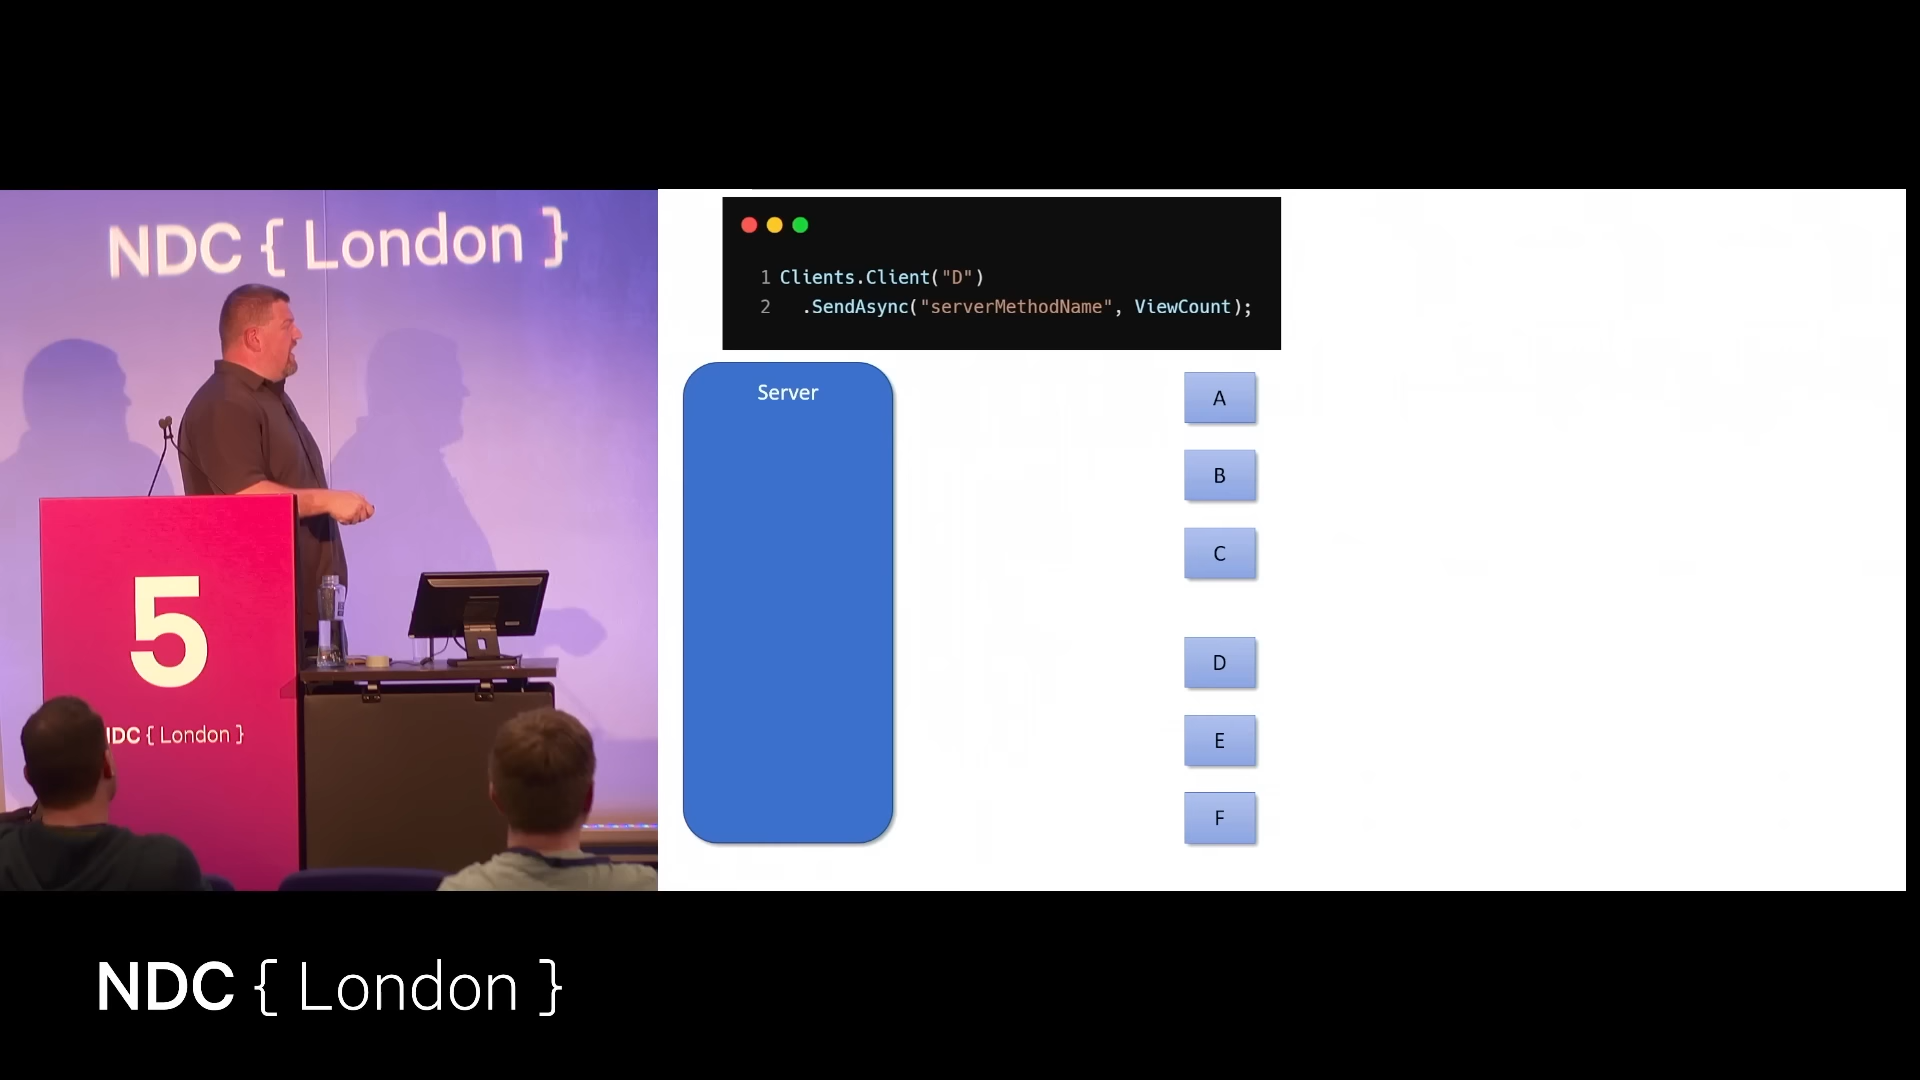 NDC { London }
5
NDC { London }
1 Clients.Client("D")
2 .SendAsync("serverMethodName", ViewCount);
Server
A
B
C
D
E
F
NDC { London }